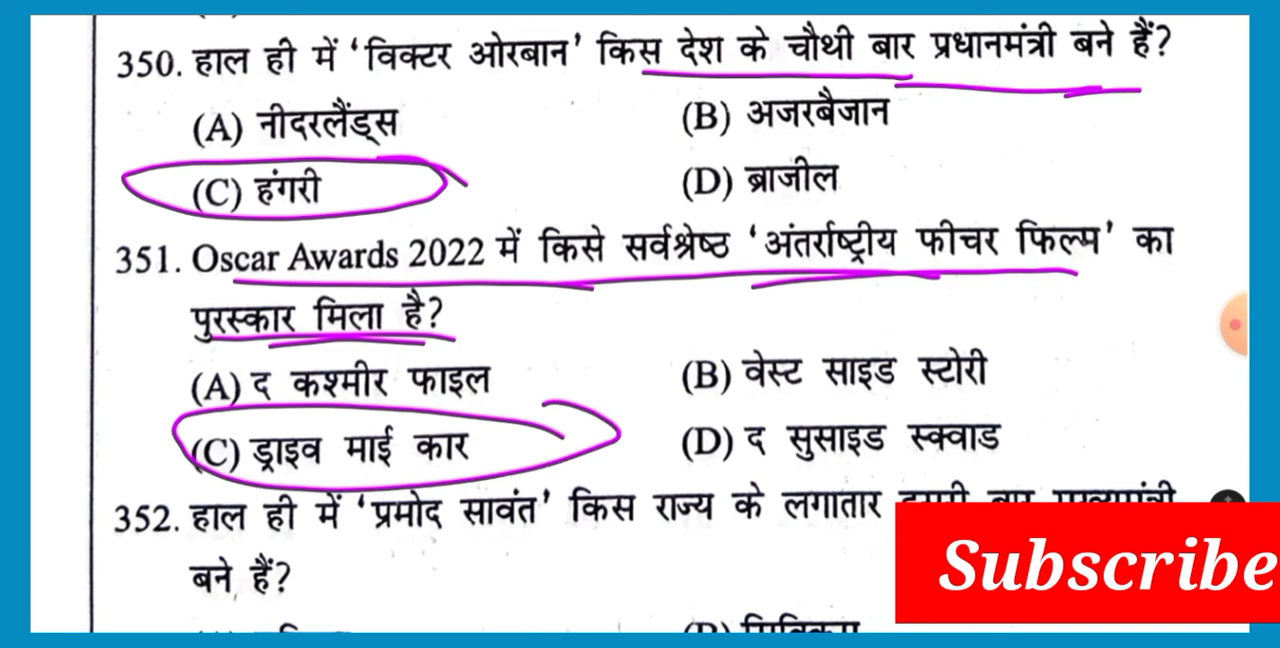 350. हाल ही में ‘विक्टर ओरबान’ किस देश के चौथी बार प्रधानमंत्री बने हैं?
(A) नीदरलैंड्स (B) अजरबैजान
(C) हंगरी (D) ब्राजील
351. Oscar Awards 2022 में किसे सर्वश्रेष्ठ ‘अंतर्राष्ट्रीय फीचर फिल्म’ का
पुरस्कार मिला है?
(A) द कश्मीर फाइल (B) वेस्ट साइड स्टोरी
(C) ड्राइव माई कार (D) द सुसाइड स्क्वाड
352. हाल ही में ‘प्रमोद सावंत’ किस राज्य के लगातार
बने हैं?
Subscribe